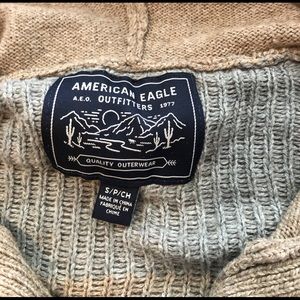 AMERICAN EAGLE
A.E.O. OUTFITTERS 1977
QUALITY OUTERWEAR
S/P/CH
MADE IN CHINA
FABRIQUÉ EN
CHINE